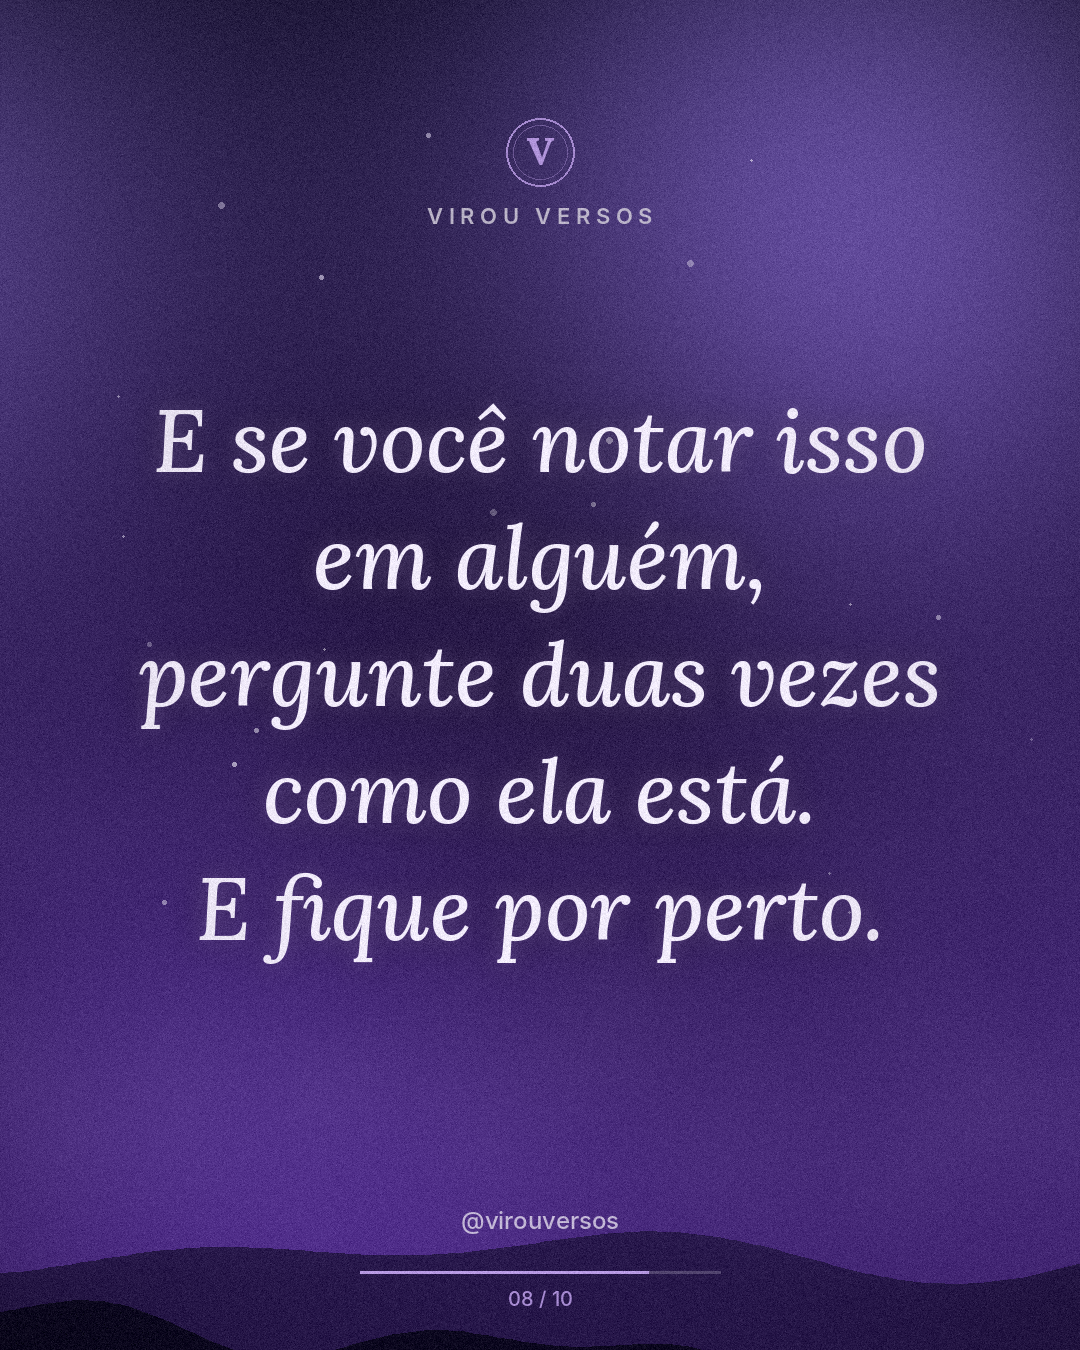 V
VIROU VERSOS
E se você notar isso
em alguém,
pergunte duas vezes
como ela está.
E fique por perto.
@virouversos
08 / 10